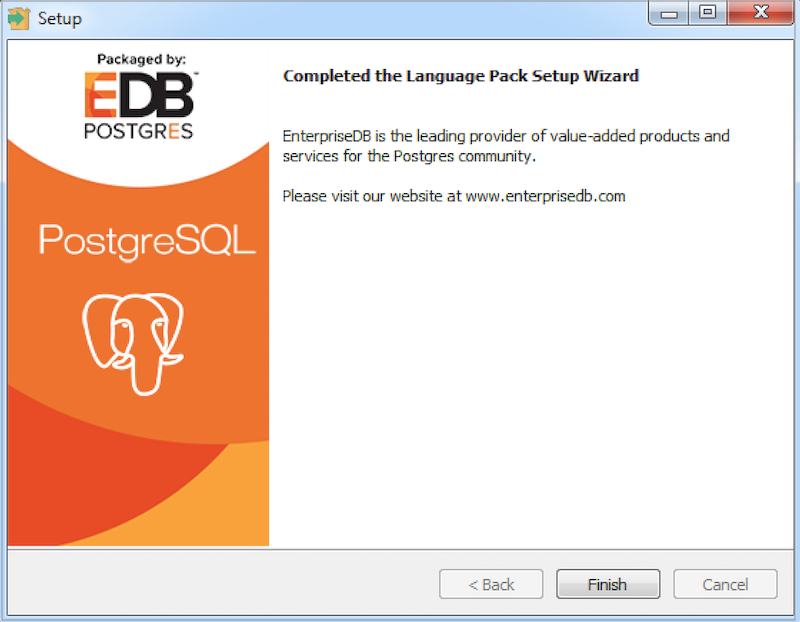 Setup
Packaged by:
EDB™
POSTGRES
PostgreSQL
Completed the Language Pack Setup Wizard
EnterpriseDB is the leading provider of value-added products and
services for the Postgres community.
Please visit our website at www.enterprisedb.com
< Back
Finish
Cancel